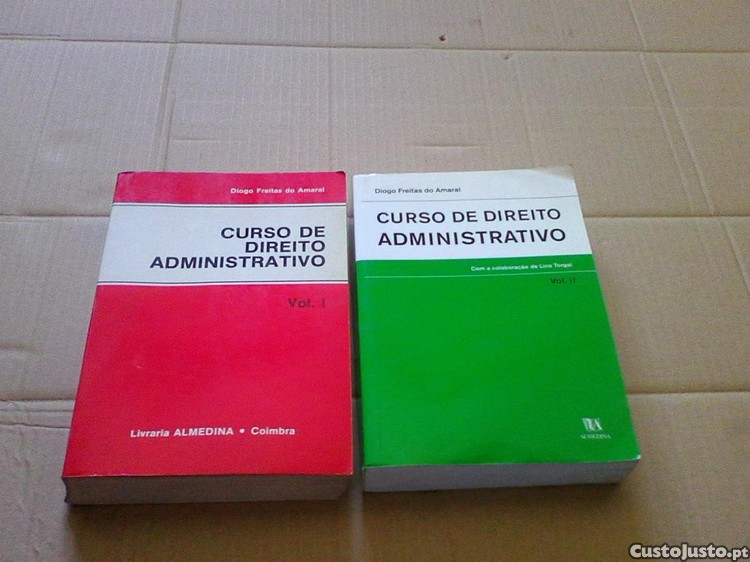 Diogo Freitas do Amaral
CURSO DE
DIREITO
ADMINISTRATIVO
Vol. I
Livraria ALMEDINA • Coimbra
Diogo Freitas do Amaral
CURSO DE DIREITO
ADMINISTRATIVO
Com a colaboração de Lino Torgal
Vol. II
ALMEDINA
CustoJusto.pt